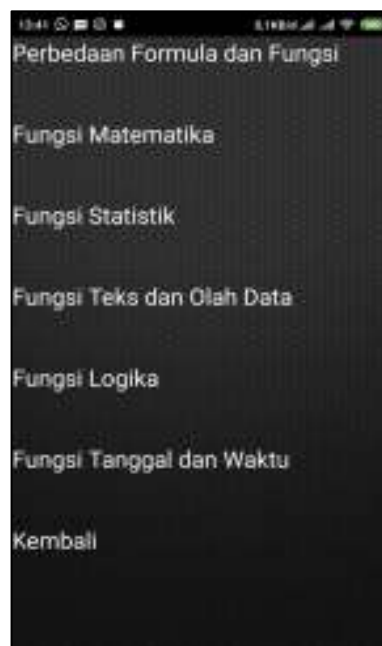 Perbedaan Formula dan Fungsi
Fungsi Matematika
Fungsi Statistik
Fungsi Teks dan Olah Data
Fungsi Logika
Fungsi Tanggal dan Waktu
Kembali